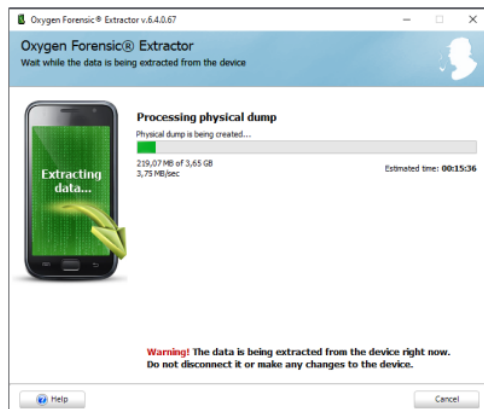 Oxygen Forensic® Extractor v.6.4.0.67
Oxygen Forensic® Extractor
Wait while the data is being extracted from the device
Processing physical dump
Physical dump is being created...
219,07 MB of 3,65 GB
Estimated time: 00:15:36
3,75 MB/sec
Extracting
data...
Warning! The data is being extracted from the device right now.
Do not disconnect it or make any changes to the device.
Help
Cancel